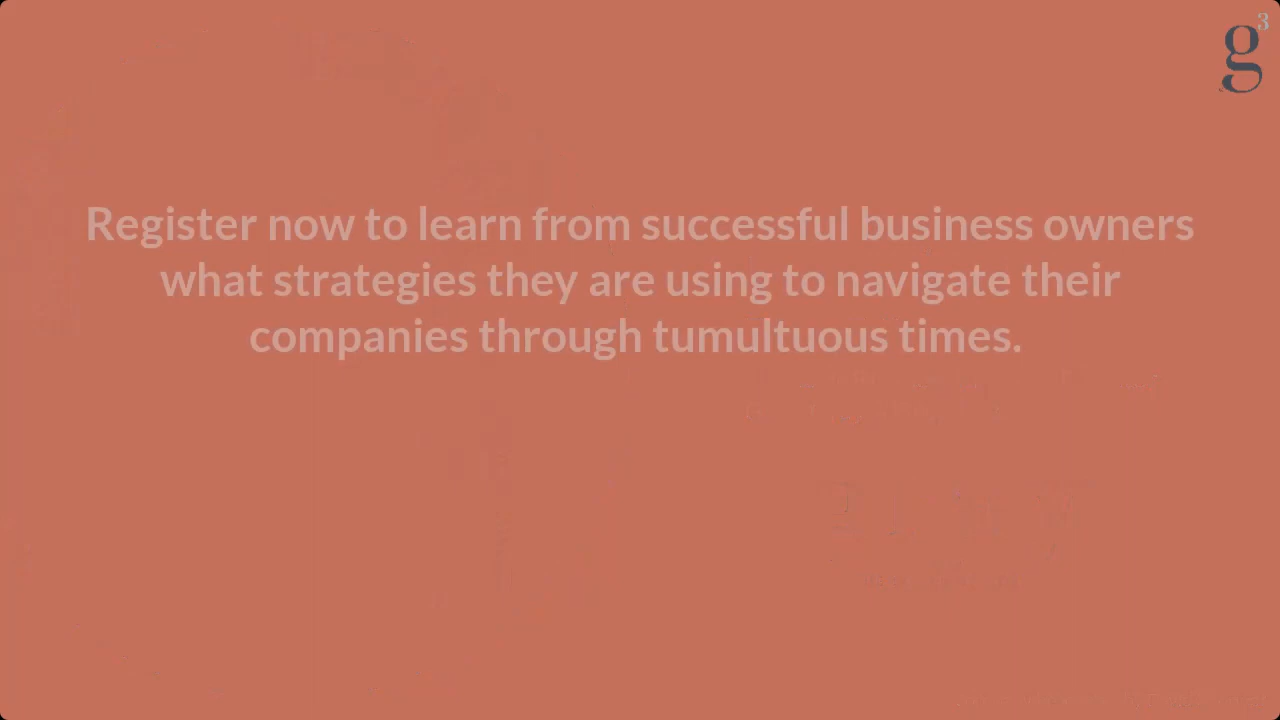 g3
Register now to learn from successful business owners
what strategies they are using to navigate their
companies through tumultuous times.